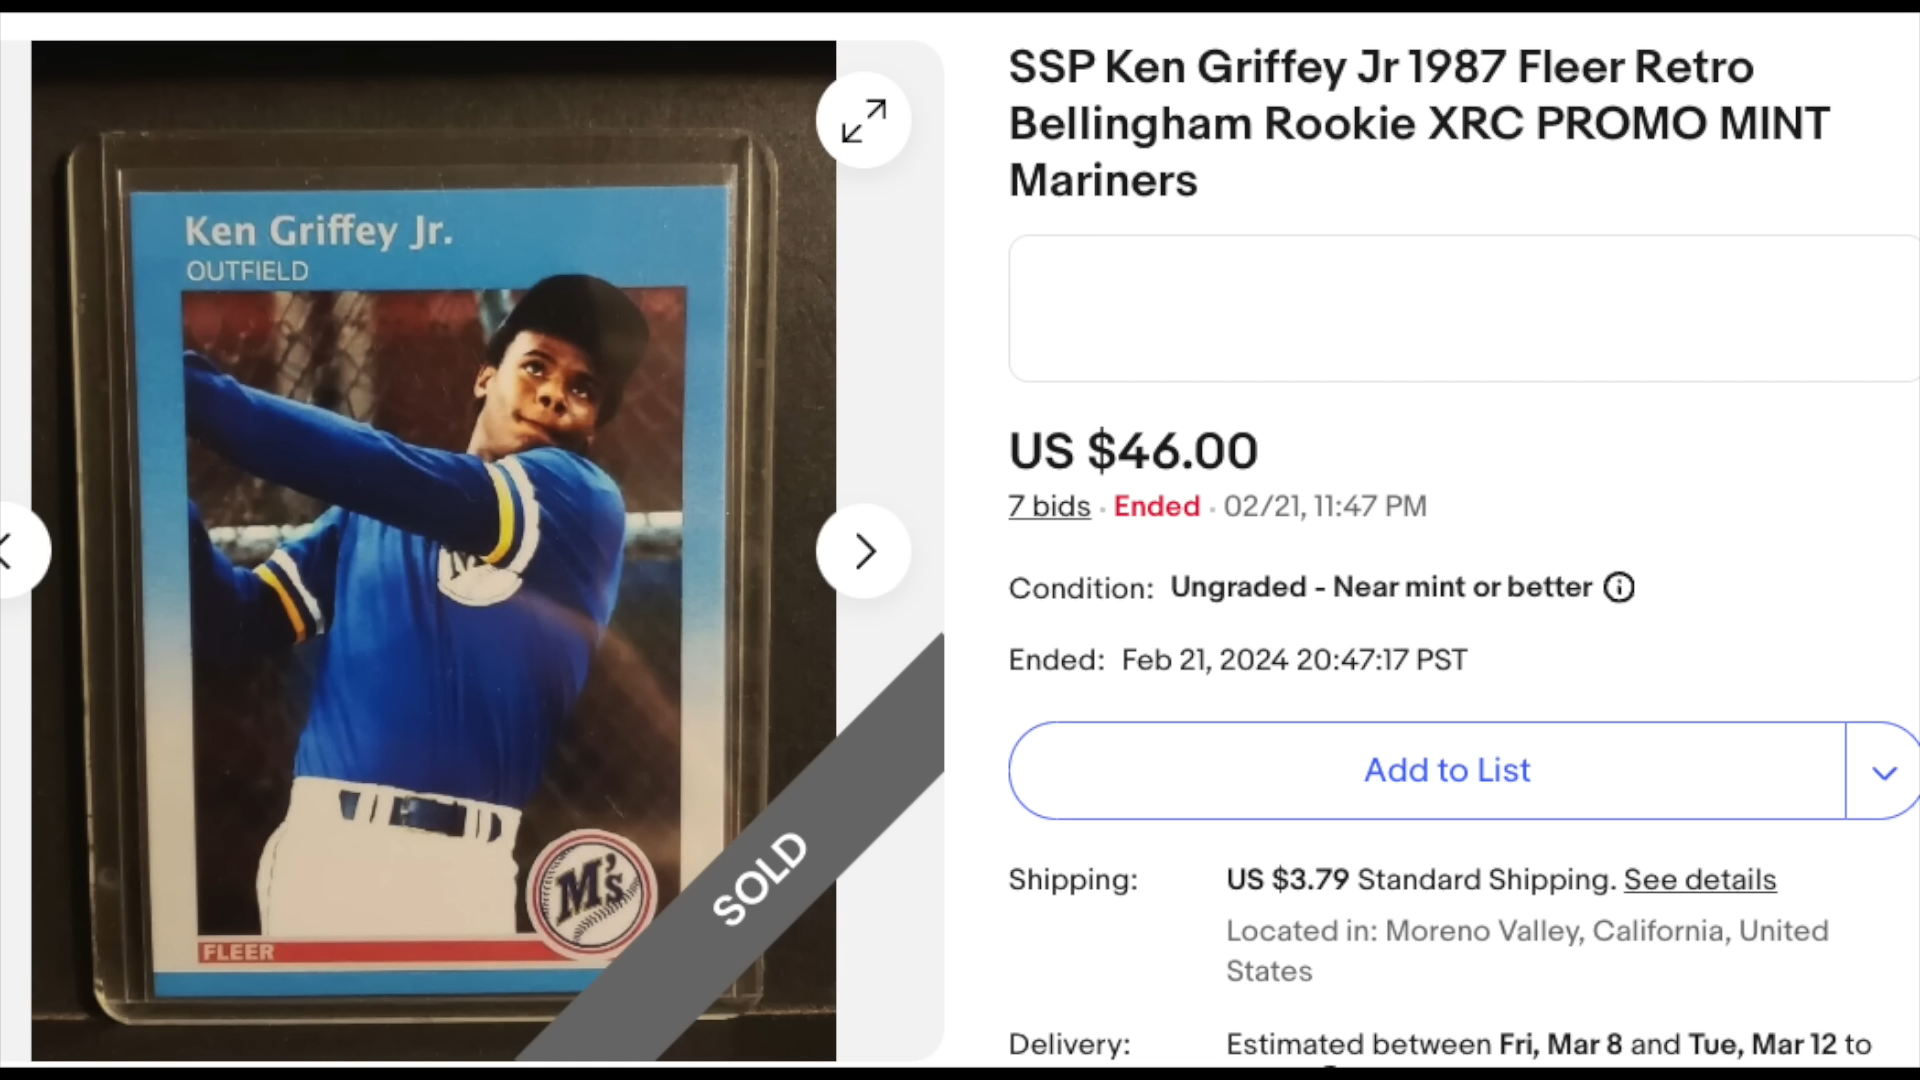 SSP Ken Griffey Jr 1987 Fleer Retro
Bellingham Rookie XRC PROMO MINT
Mariners
Ken Griffey Jr.
OUTFIELD
M's
FLEER
SOLD
US $46.00
7 bids · Ended · 02/21, 11:47 PM
Condition: Ungraded - Near mint or better
Ended: Feb 21, 2024 20:47:17 PST
Add to List
Shipping: US $3.79 Standard Shipping. See details
Located in: Moreno Valley, California, United
States
Delivery: Estimated between Fri, Mar 8 and Tue, Mar 12 to